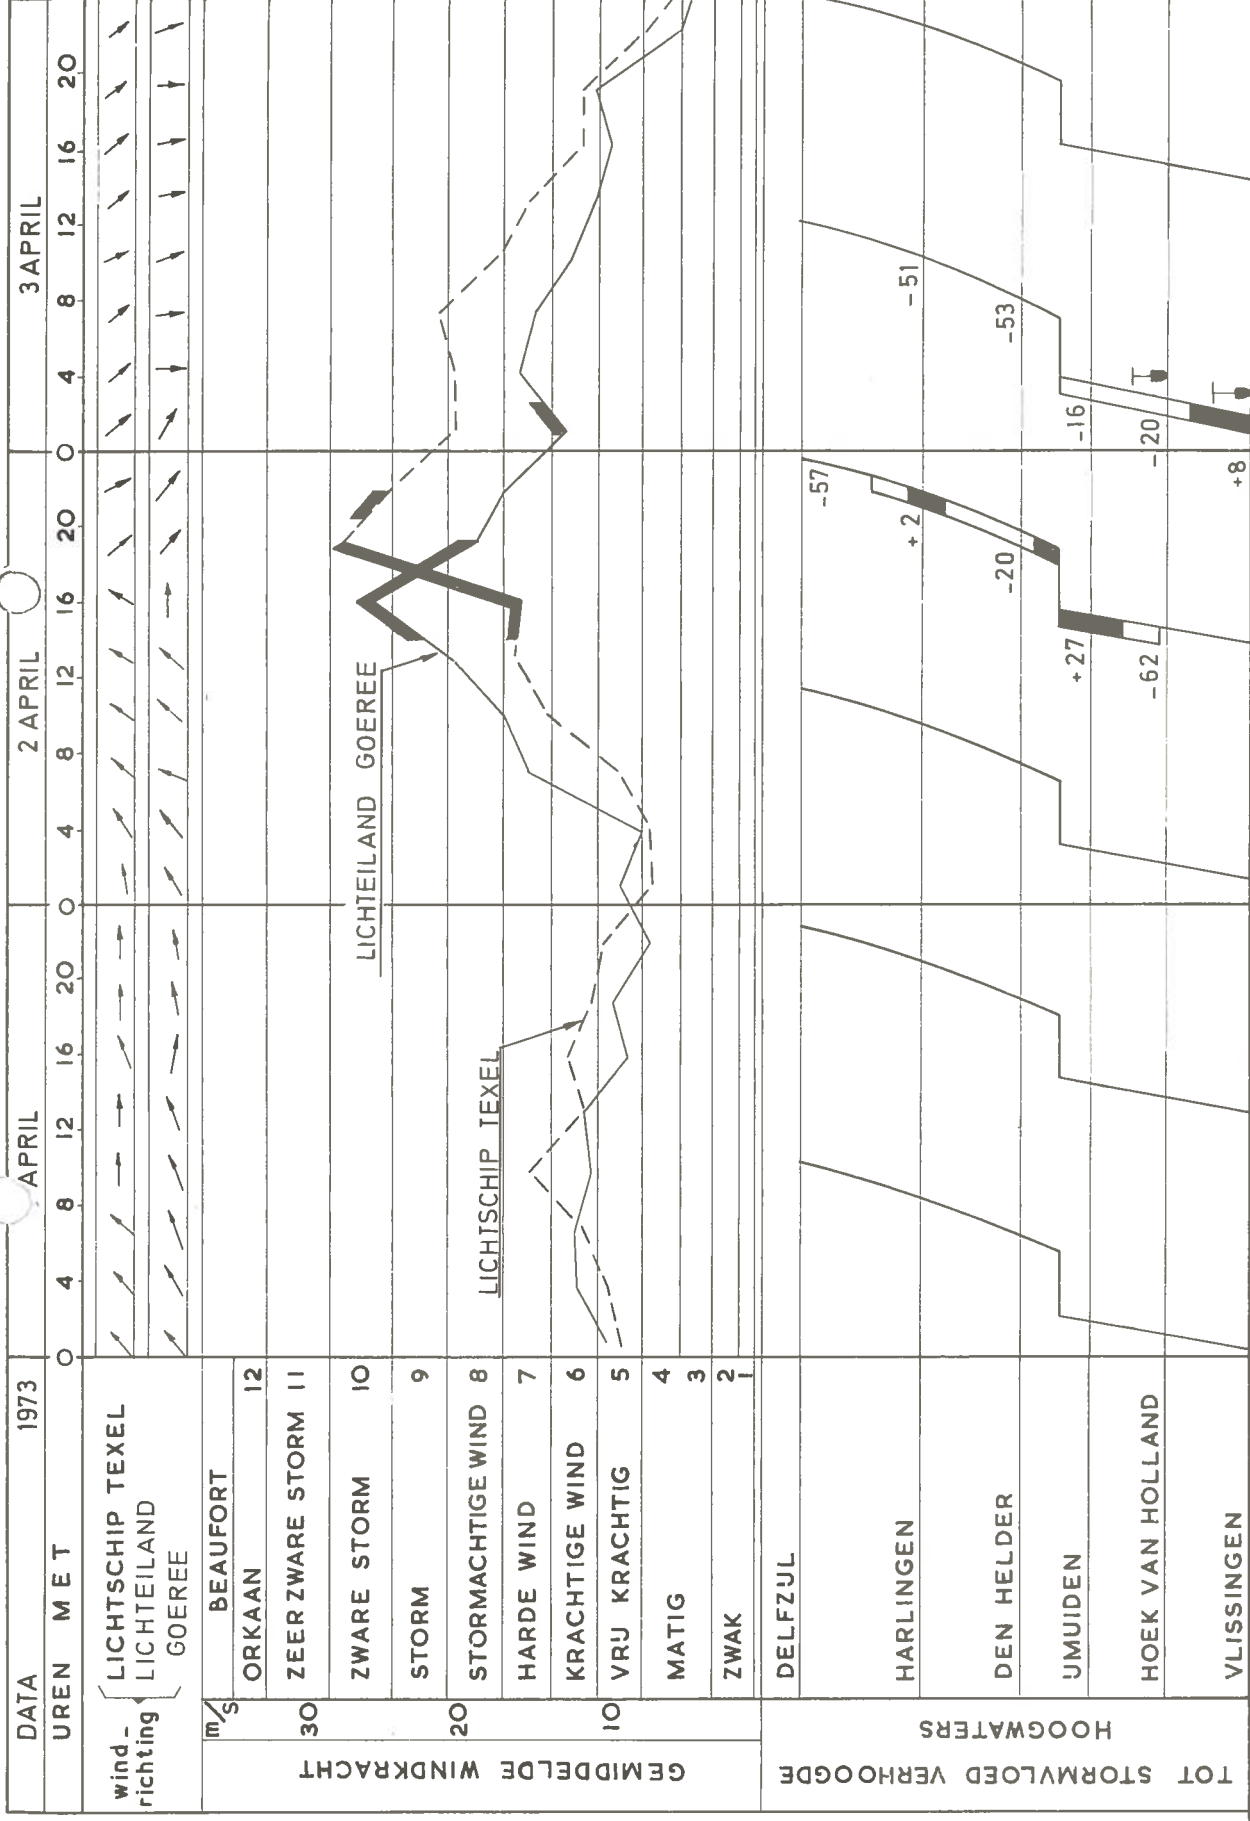 DATA 1973 APRIL 2 APRIL 3 APRIL
UREN MET 0 4 8 12 16 20 0 4 8 12 16 20 0 4 8 12 16 20
wind-
richting
LICHTSCHIP TEXEL
LICHTEILAND
GOEREE
m/s BEAUFORT
ORKAAN 12
30 ZEER ZWARE STORM 11
ZWARE STORM 10
STORM 9
20 STORMACHTIGE WIND 8
HARDE WIND 7
KRACHTIGE WIND 6
10 VRIJ KRACHTIG 5
MATIG 4
3
ZWAK 2
1
GEMIDDELDE WINDKRACHT
LICHTEILAND GOEREE
LICHTSCHIP TEXEL
TOT STORMVLOED VERHOOGDE
HOOGWATERS
DELFZIJL -57
HARLINGEN +2 -51
DEN HELDER -20 -53
IJMUIDEN +27 -16
HOEK VAN HOLLAND -62 -20
VLISSINGEN +8